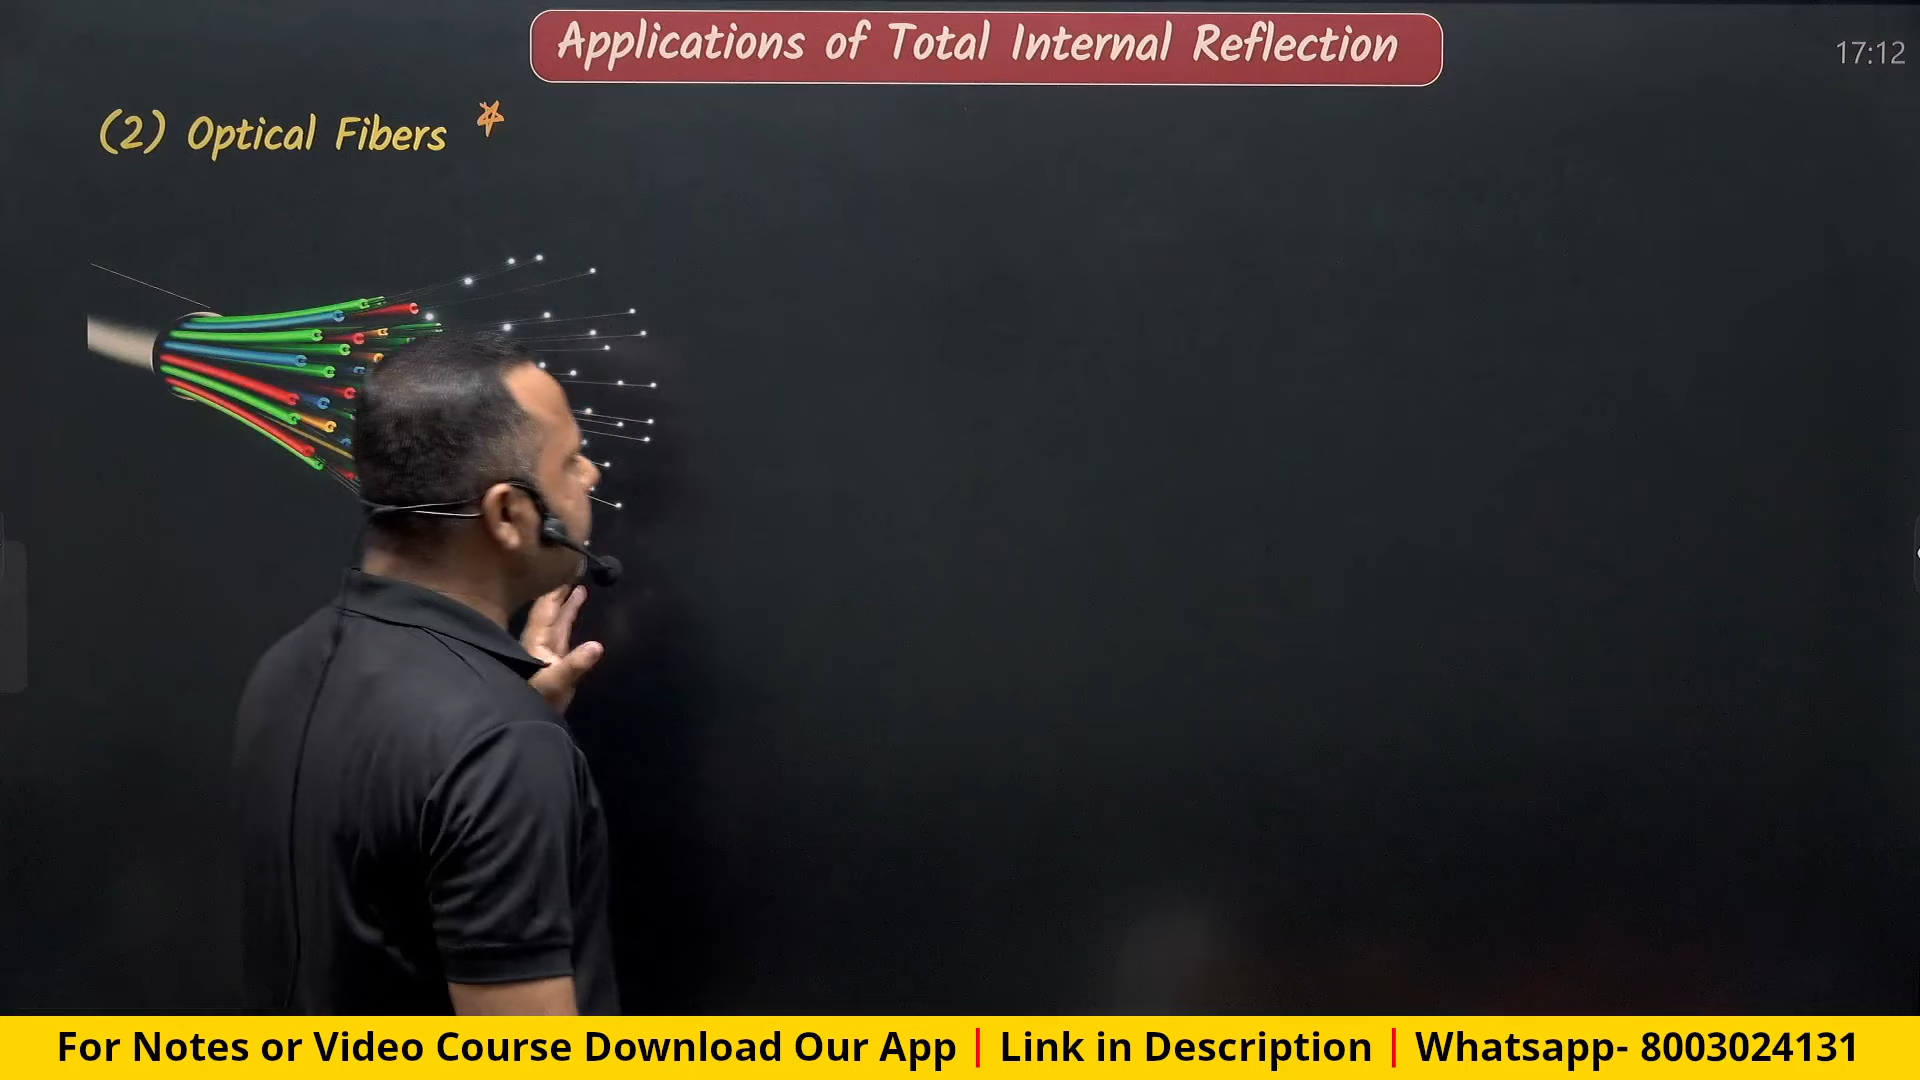 Applications of Total Internal Reflection
17:12
(2) Optical Fibers
For Notes or Video Course Download Our App | Link in Description | Whatsapp- 8003024131